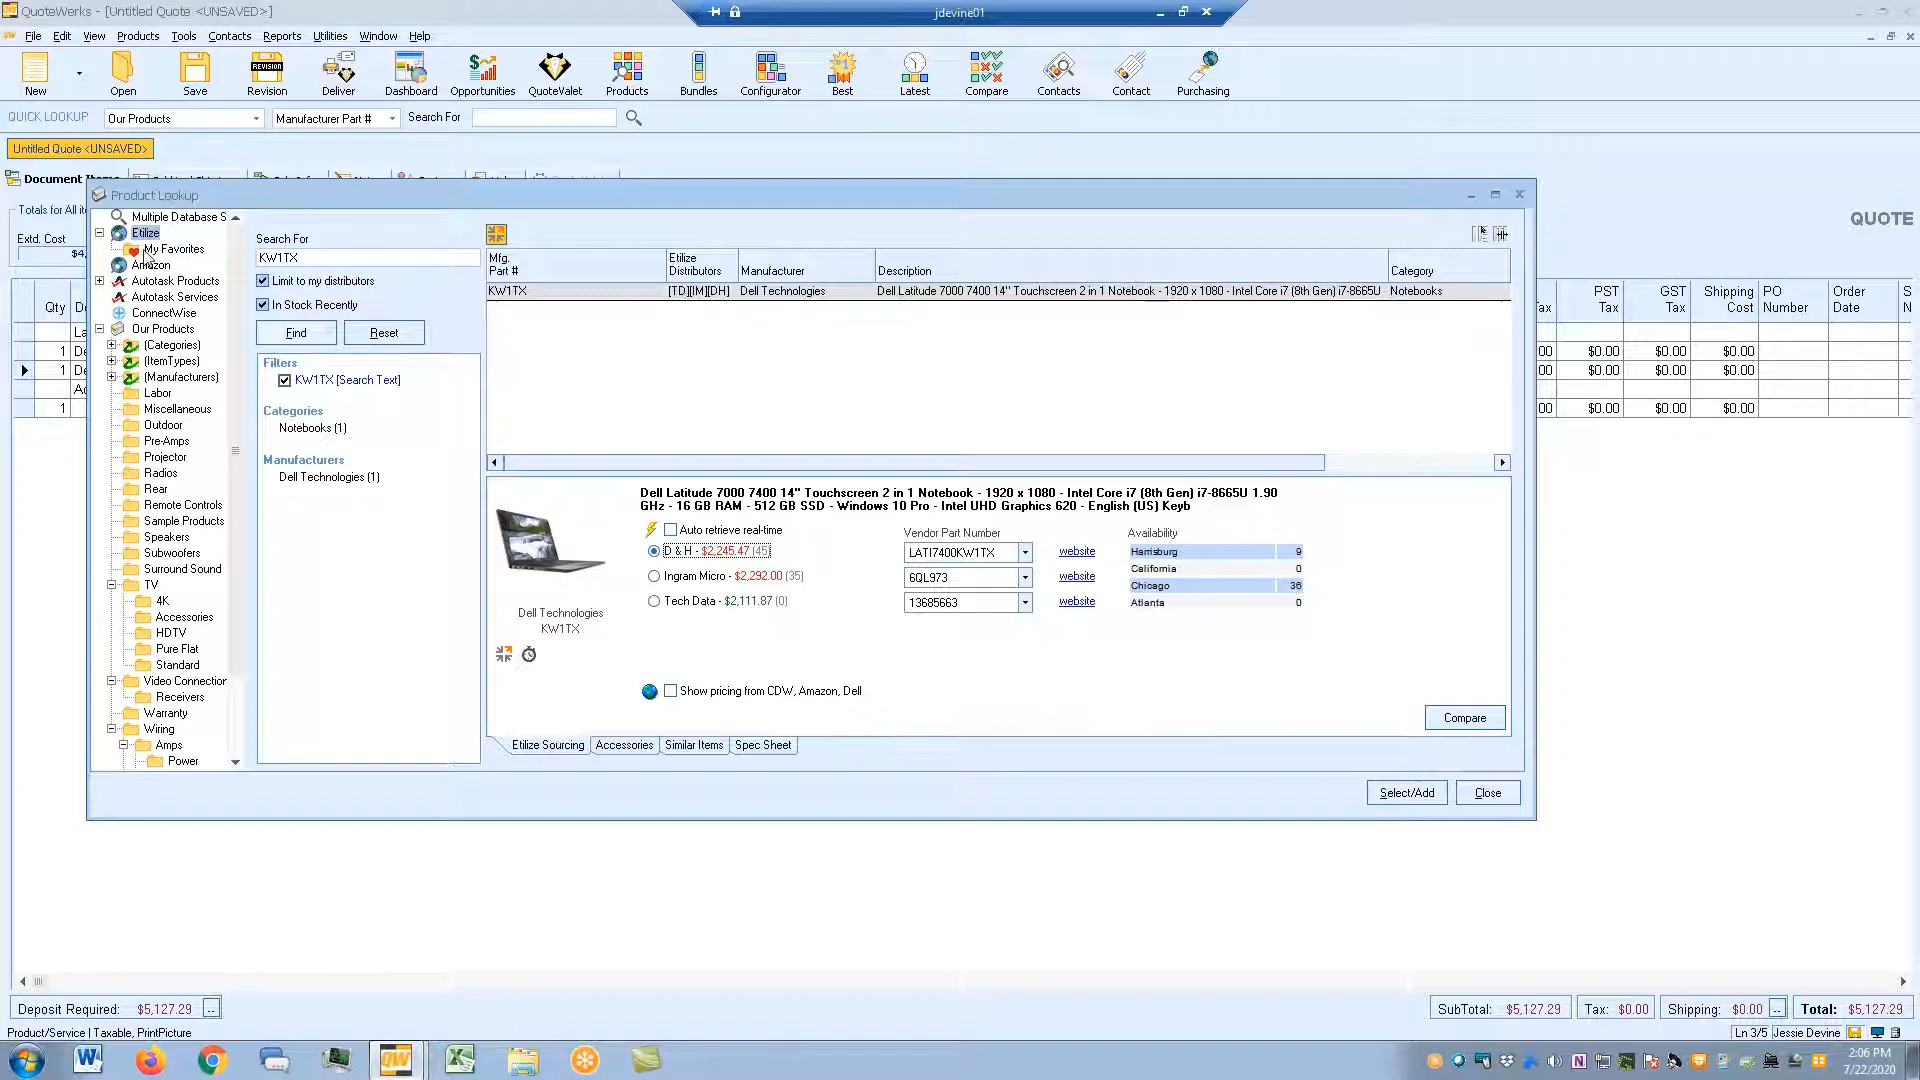 QuoteWerks - [Untitled Quote <UNSAVED>]
jdevine01
File Edit View Products Tools Contacts Reports Utilities Window Help
New Open Save REVISION Revision Deliver Dashboard Opportunities QuoteValet Products Bundles Configurator #1 Best Latest Compare Contacts Contact Purchasing
QUICK LOOKUP Our Products Manufacturer Part # Search For
Untitled Quote <UNSAVED>
Document
Totals for All
Extd. Cost
QUOTE
Qty
Tax
PST Tax
GST Tax
Shipping Cost
PO Number
Order Date
1 $0.00 $0.00 $0.00
1 $0.00 $0.00 $0.00
1 $0.00 $0.00 $0.00
Product Lookup
Multiple Database S
Etilize
My Favorites
Amazon
Autotask Products
Autotask Services
ConnectWise
Our Products
(Categories)
(ItemTypes)
(Manufacturers)
Labor
Miscellaneous
Outdoor
Pre-Amps
Projector
Radios
Rear
Remote Controls
Sample Products
Speakers
Subwoofers
Surround Sound
TV
4K
Accessories
HDTV
Pure Flat
Standard
Video Connection
Receivers
Warranty
Wiring
Amps
Power
Search For
KW1TX
Limit to my distributors
In Stock Recently
Find Reset
Filters
KW1TX [Search Text]
Categories
Notebooks (1)
Manufacturers
Dell Technologies (1)
Mfg. Part # Etilize Distributors Manufacturer Description Category
KW1TX [TD][IM][DH] Dell Technologies Dell Latitude 7000 7400 14" Touchscreen 2 in 1 Notebook - 1920 x 1080 - Intel Core i7 (8th Gen) i7-8665U Notebooks
Dell Latitude 7000 7400 14" Touchscreen 2 in 1 Notebook - 1920 x 1080 - Intel Core i7 (8th Gen) i7-8665U 1.90
GHz - 16 GB RAM - 512 GB SSD - Windows 10 Pro - Intel UHD Graphics 620 - English (US) Keyb
Auto retrieve real-time Vendor Part Number Availability
D & H - $2,245.47 (45) LATI7400KW1TX website Harrisburg 9
California 0
Ingram Micro - $2,292.00 (35) 6QL973 website Chicago 36
Tech Data - $2,111.87 (0) 13685663 website Atlanta 0
Dell Technologies
KW1TX
Show pricing from CDW, Amazon, Dell
Compare
Etilize Sourcing Accessories Similar Items Spec Sheet
Select/Add Close
Deposit Required: $5,127.29 ... SubTotal: $5,127.29 Tax: $0.00 Shipping: $0.00 ... Total: $5,127.29
Product/Service | Taxable, PrintPicture Ln 3/5 Jessie Devine
2:06 PM
7/22/2020